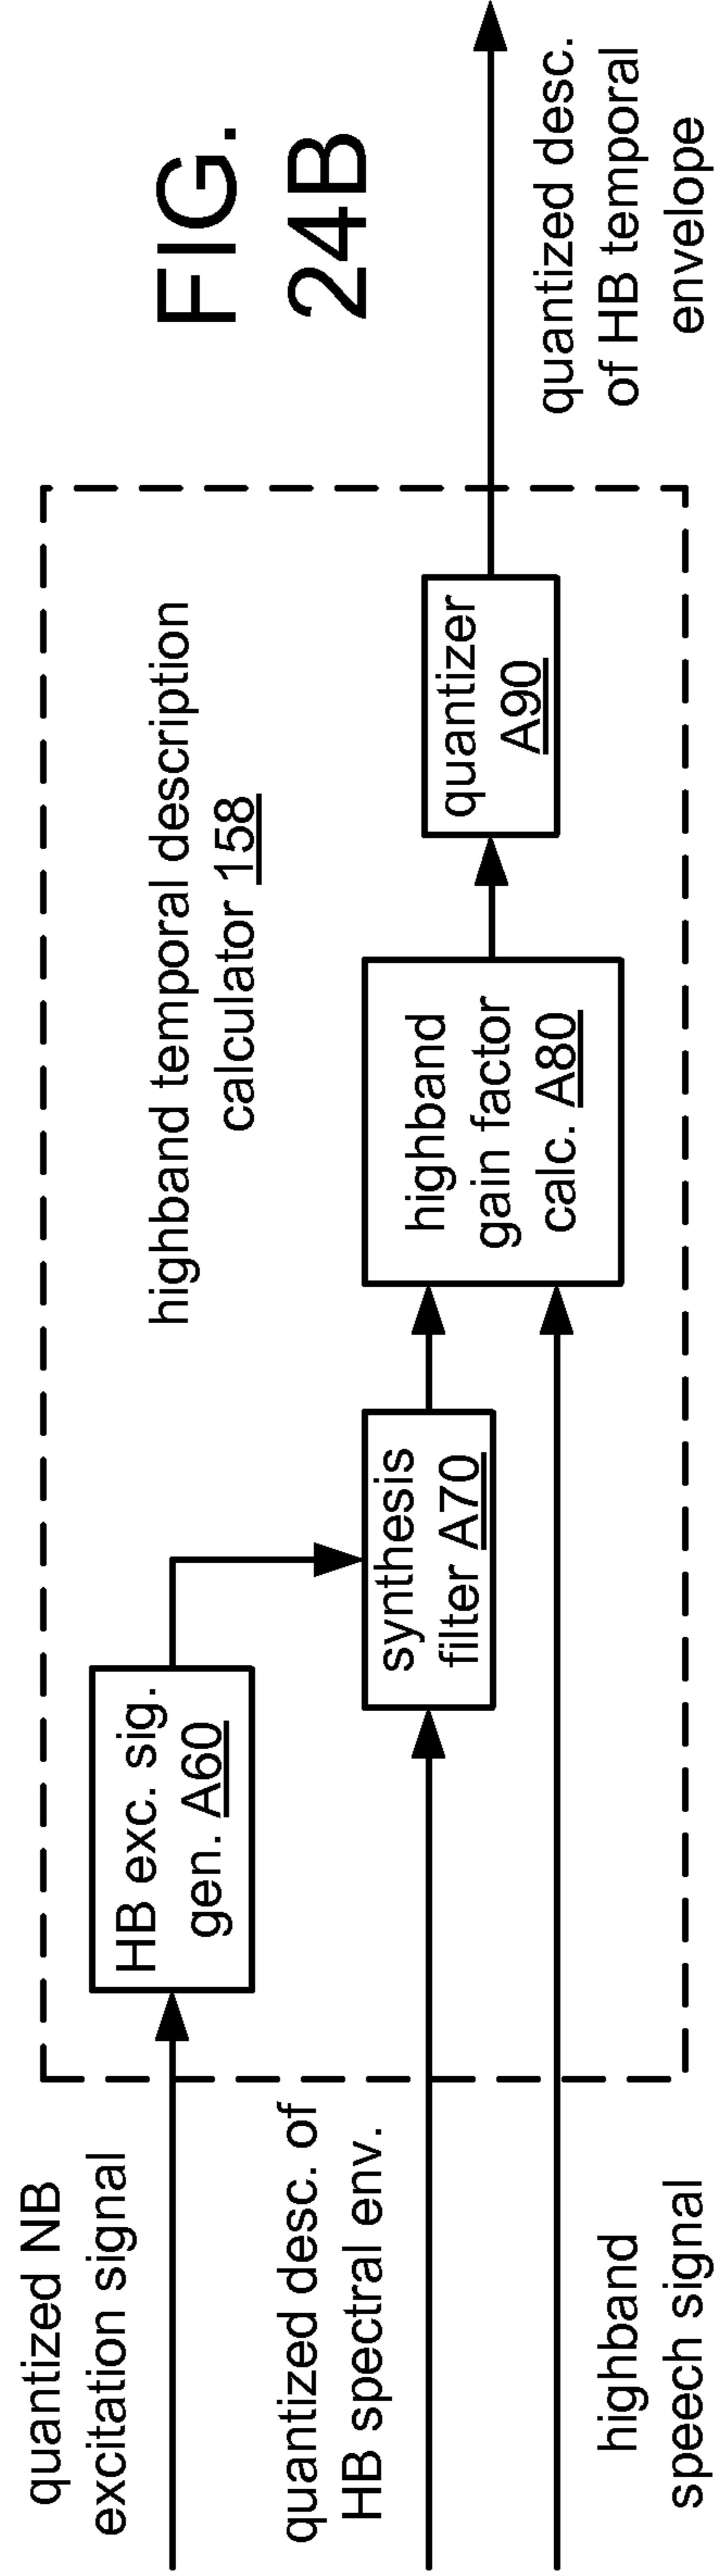 quantized NB
excitation signal
quantized desc. of
HB spectral env.
highband
speech signal
HB exc. sig.
gen. A60
synthesis
filter A70
highband temporal description
calculator 158
highband
gain factor
calc. A80
quantizer
A90
quantized desc.
of HB temporal
envelope
FIG.
24B